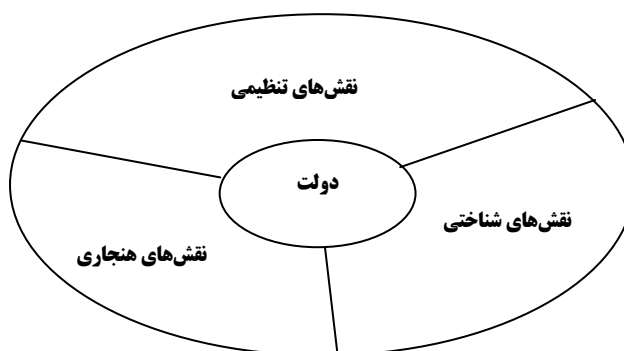 نقش‌های تنظیمی
دولت
نقش‌های شناختی
نقش‌های هنجاری